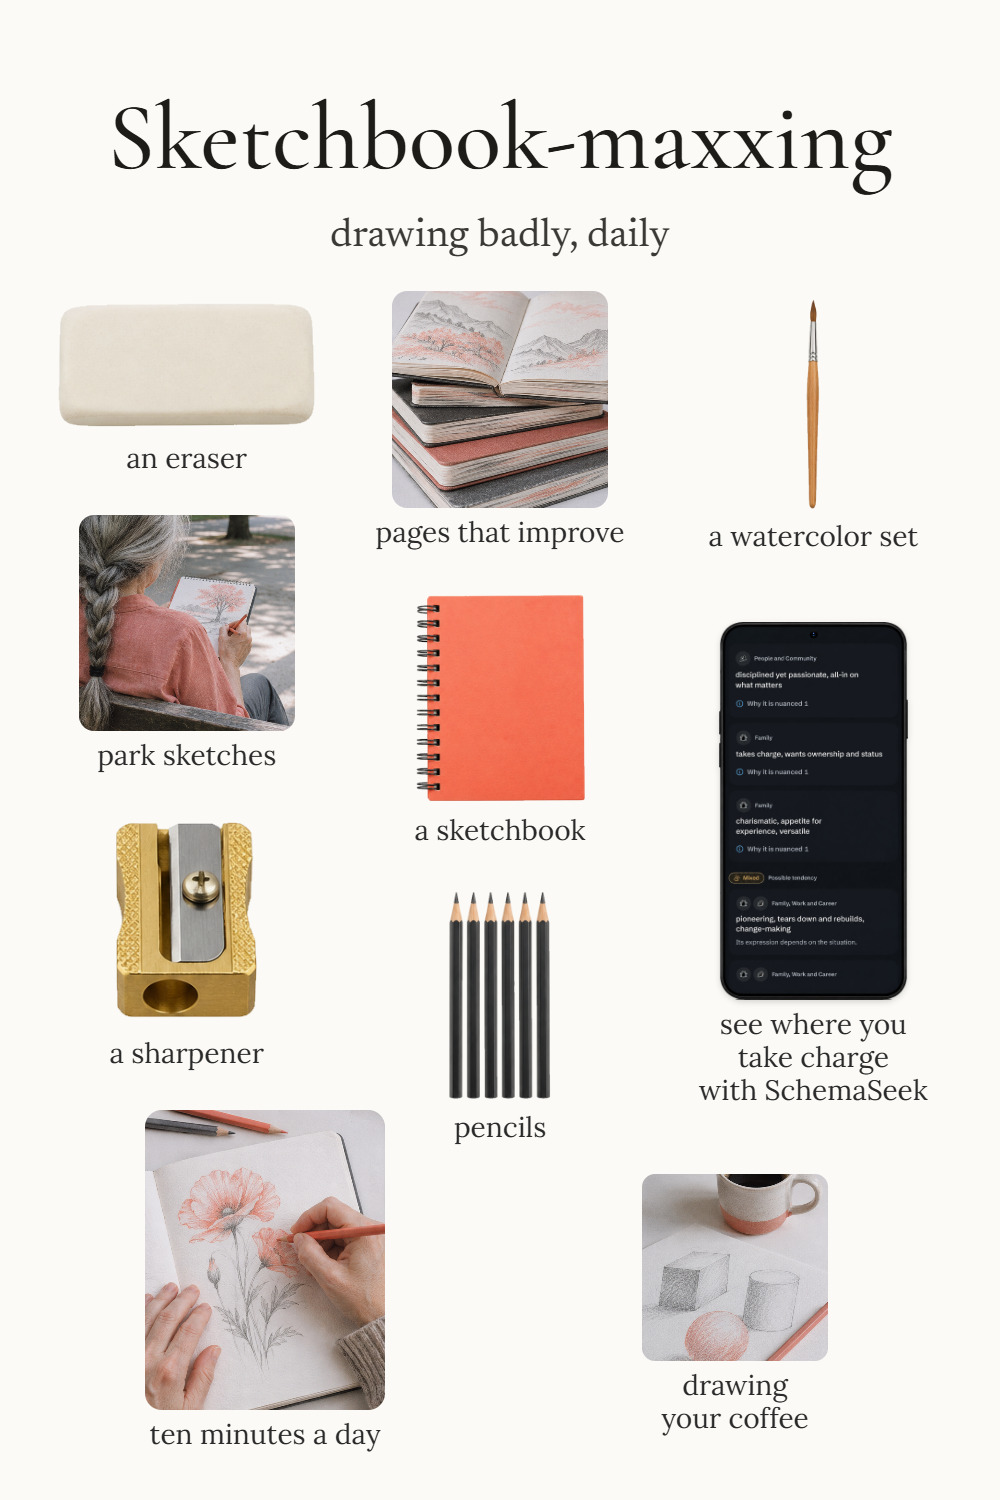 Sketchbook-maxxing
drawing badly, daily
an eraser
pages that improve
a watercolor set
park sketches
a sketchbook
People and Community
disciplined yet passionate, all-in on
what matters
Why it is nuanced 1
Family
takes charge, wants ownership and status
Why it is nuanced 1
Family
charismatic, appetite for
experience, versatile
Why it is nuanced 1
Mixed Possible tendency
Family, Work and Career
pioneering, tears down and rebuilds,
change-making
Its expression depends on the situation.
Family, Work and Career
see where you
take charge
with SchemaSeek
a sharpener
pencils
ten minutes a day
drawing
your coffee